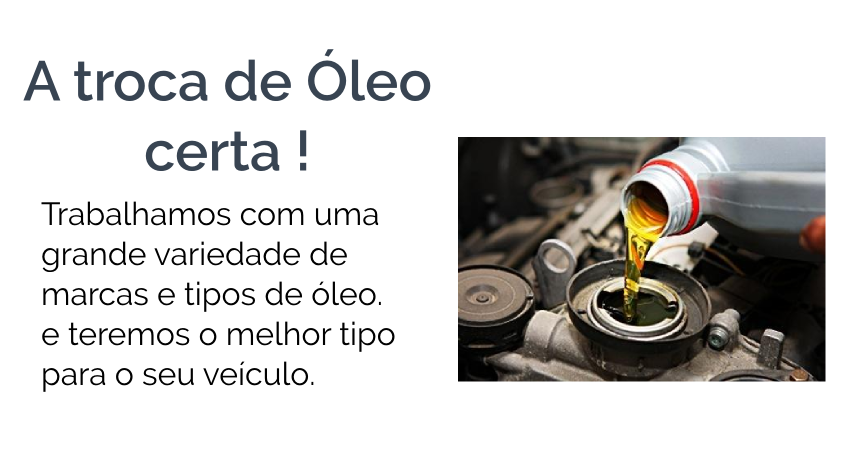 A troca de Óleo
certa !
Trabalhamos com uma
grande variedade de
marcas e tipos de óleo.
e teremos o melhor tipo
para o seu veículo.